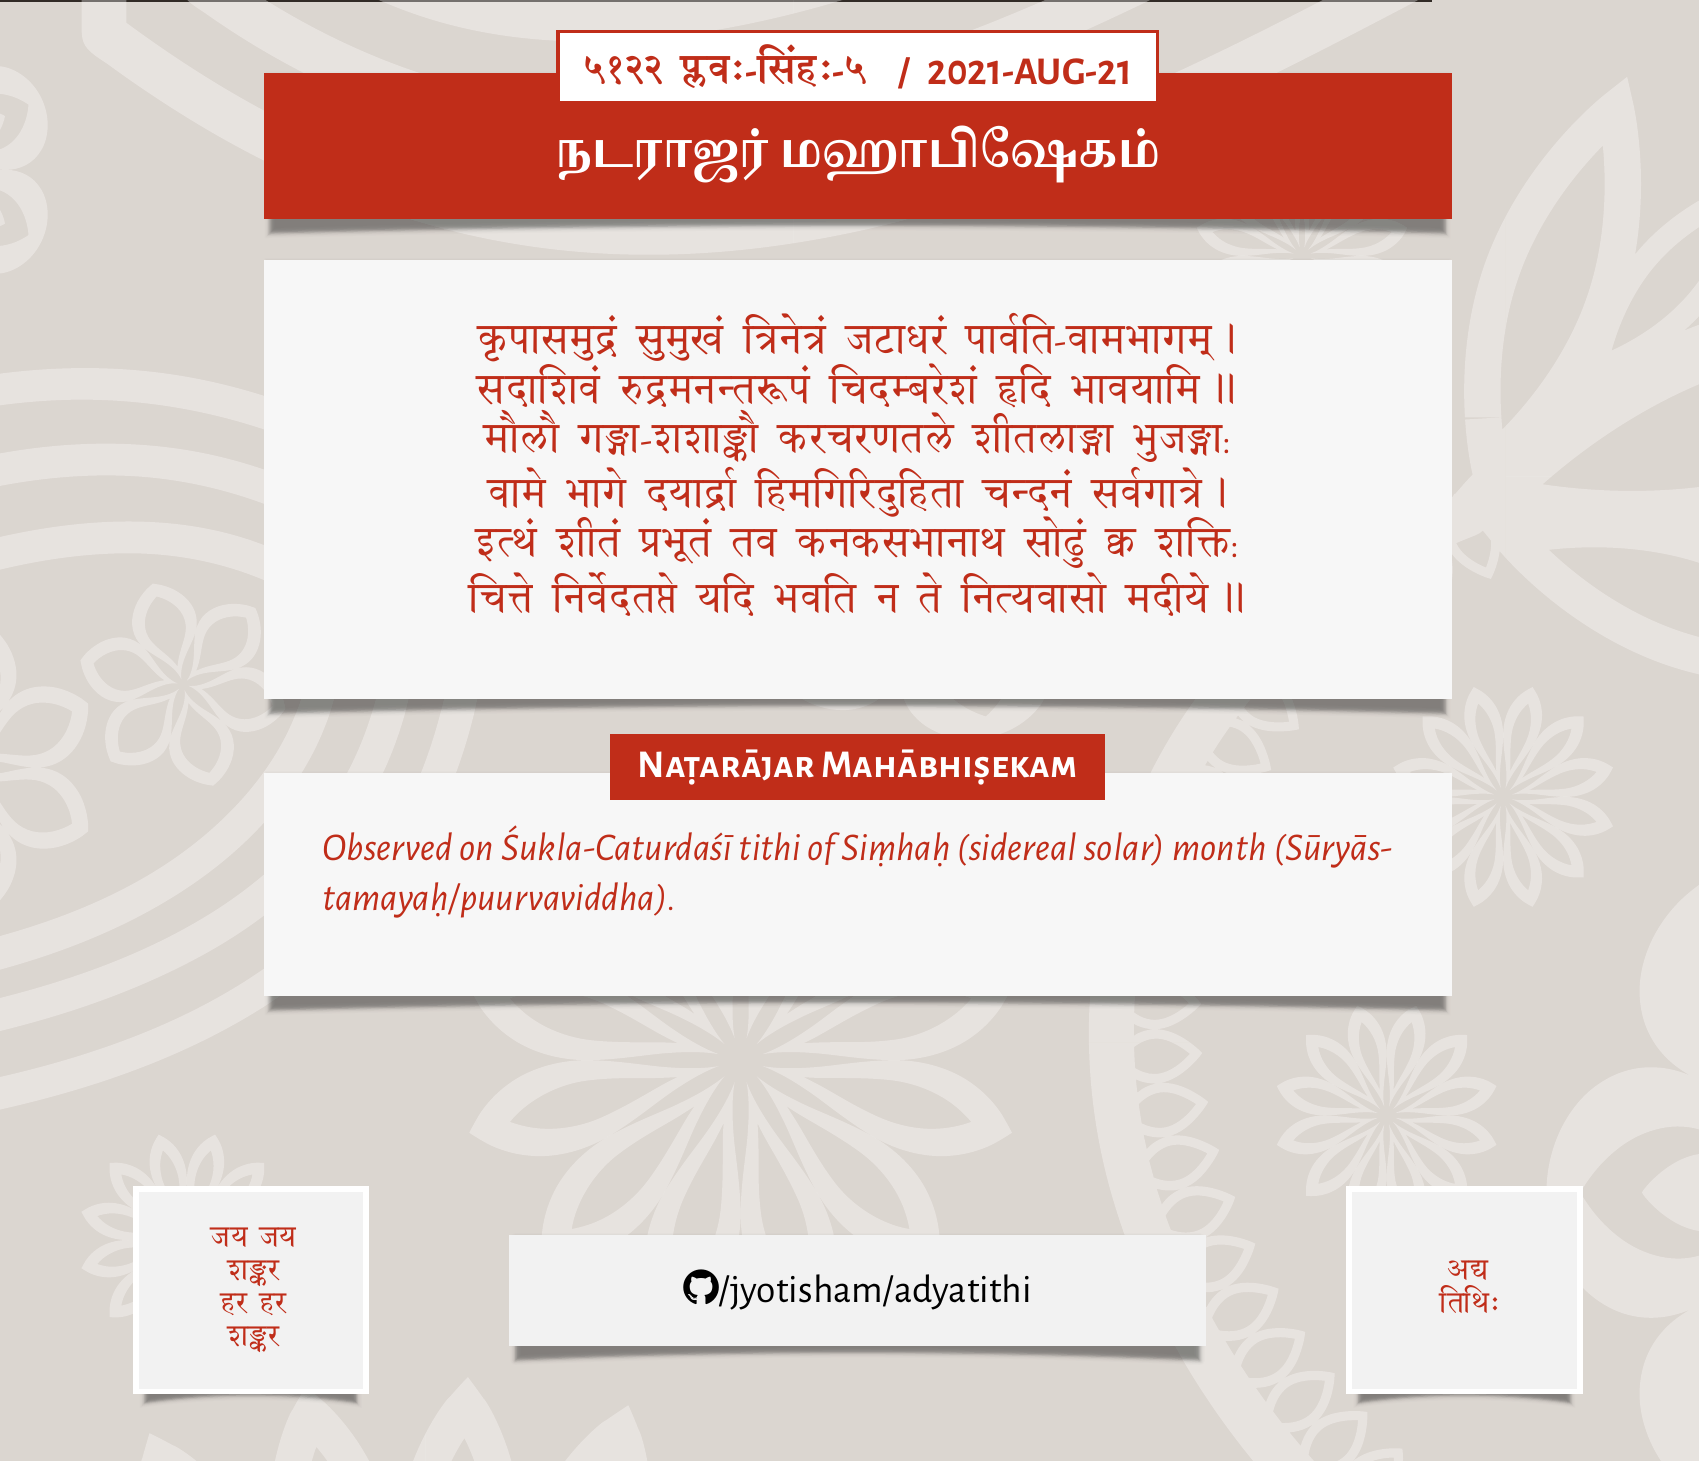 ५१२२ प्लवः-सिंहः-५ / 2021-AUG-21
நடராஜர் மஹாபிஷேகம்
कृपासमुद्रं सुमुखं त्रिनेत्रं जटाधरं पार्वति-वामभागम्।
सदाशिवं रुद्रमनन्तरूपं चिदम्बरेशं हृदि भावयामि॥
मौलौ गङ्गा-शशाङ्कौ करचरणतले शीतलाङ्गा भुजङ्गाः
वामे भागे दयार्द्रा हिमगिरिदुहिता चन्दनं सर्वगात्रे।
इत्थं शीतं प्रभूतं तव कनकसभानाथ सोढुं क्व शक्तिः
चित्ते निर्वेदतप्ते यदि भवति न ते नित्यवासो मदीये॥
Naṭarājar Mahābhiṣekam
Observed on Śukla-Caturdaśī tithi of Siṃhaḥ (sidereal solar) month (Sūryās-
tamayaḥ/puurvaviddha).
जय जय
शङ्कर
हर हर
शङ्कर
/jyotisham/adyatithi
अद्य
तिथिः